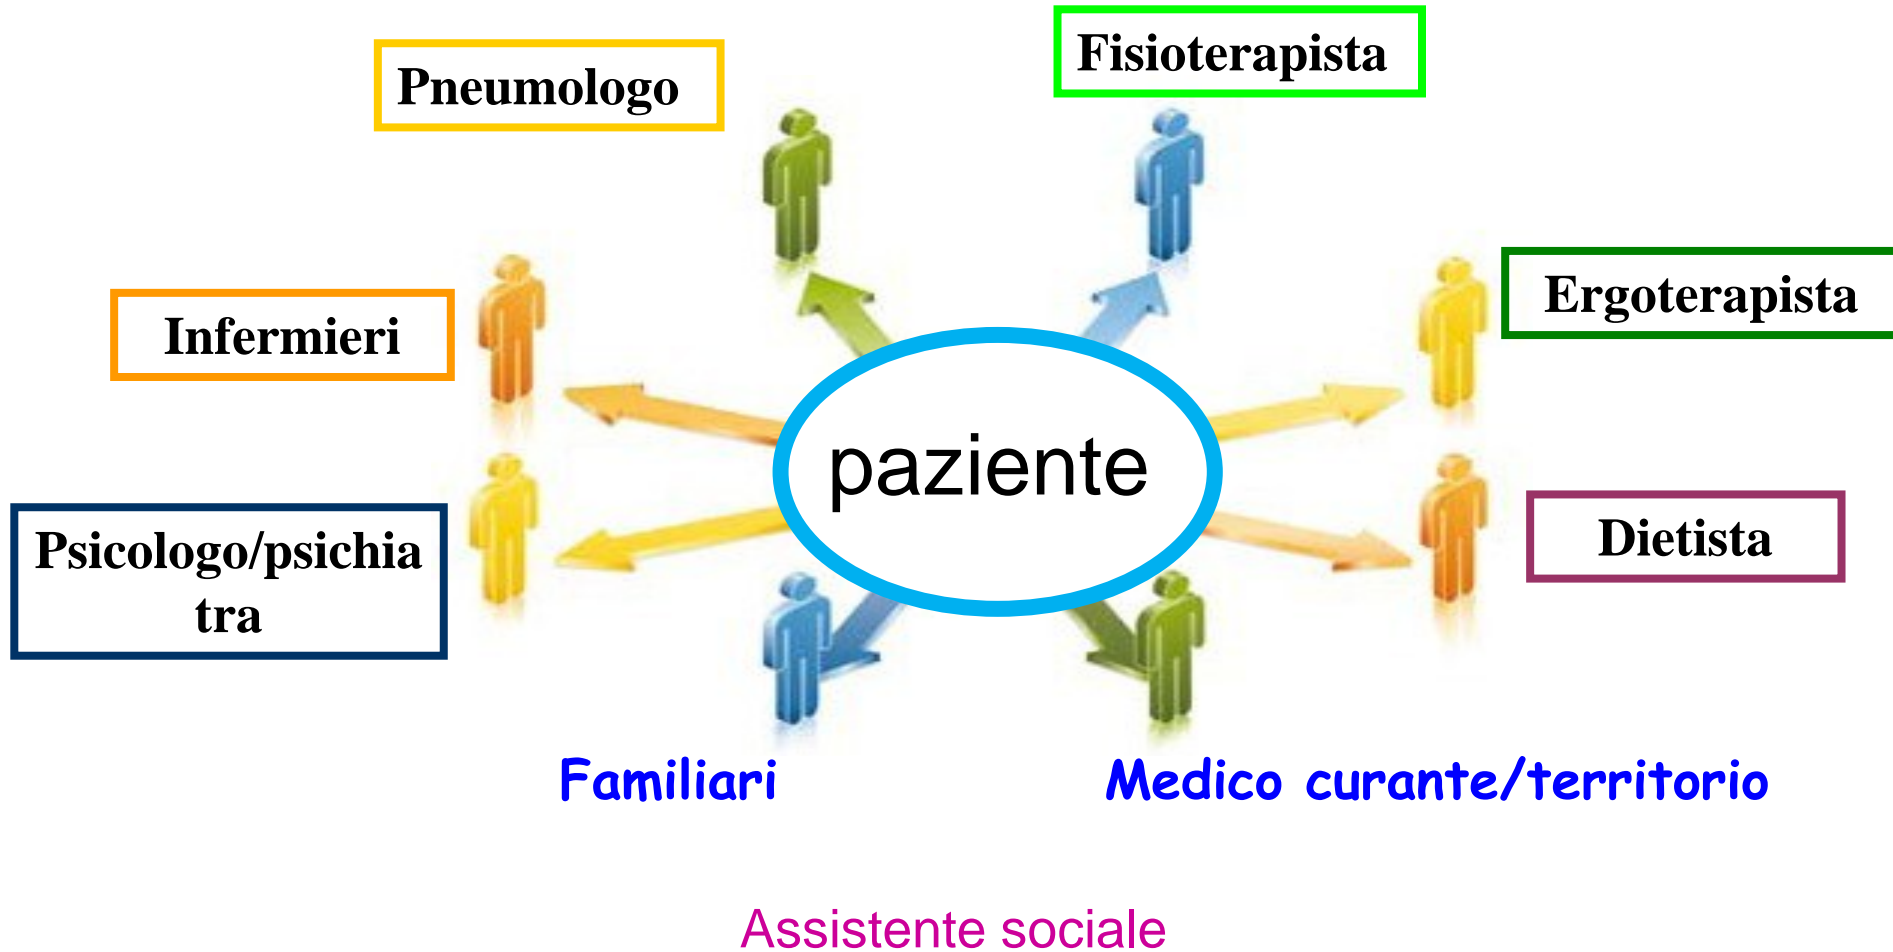 Fisioterapista
Pneumologo
Ergoterapista
Infermieri
paziente
Dietista
Psicologo/psichia
tra
Familiari
Medico curante/territorio
Assistente sociale